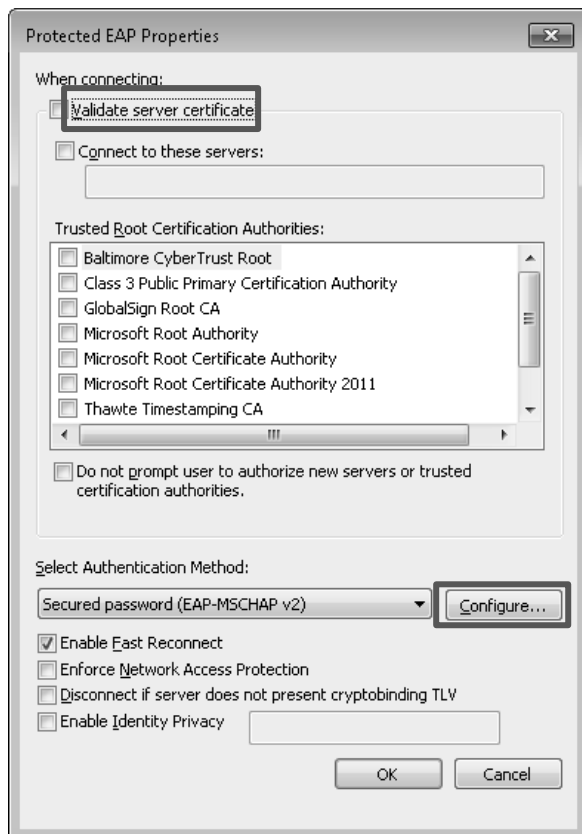 Protected EAP Properties
When connecting:
Validate server certificate
Connect to these servers:
Trusted Root Certification Authorities:
Baltimore CyberTrust Root
Class 3 Public Primary Certification Authority
GlobalSign Root CA
Microsoft Root Authority
Microsoft Root Certificate Authority
Microsoft Root Certificate Authority 2011
Thawte Timestamping CA
Do not prompt user to authorize new servers or trusted
certification authorities.
Select Authentication Method:
Secured password (EAP-MSCHAP v2) Configure...
Enable Fast Reconnect
Enforce Network Access Protection
Disconnect if server does not present cryptobinding TLV
Enable Identity Privacy
OK Cancel